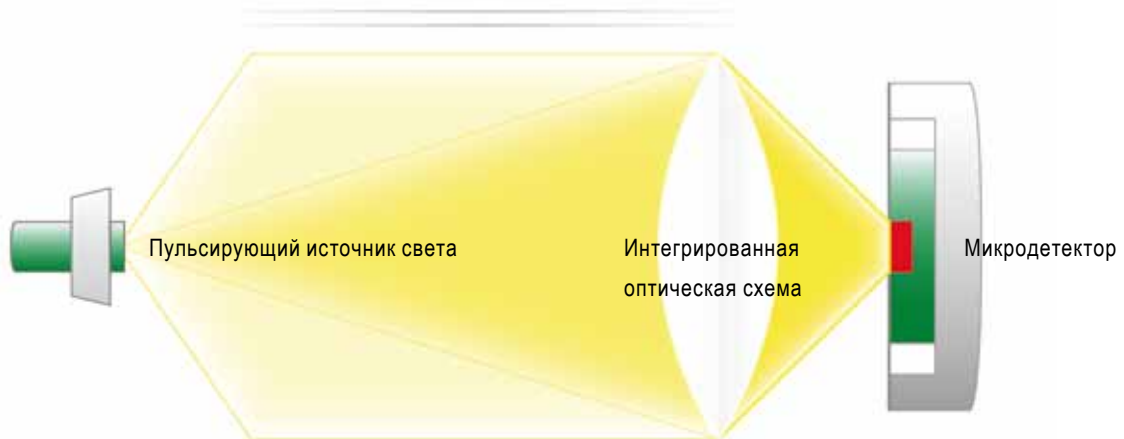 Пульсирующий источник света
Интегрированная
оптическая схема
Микродетектор